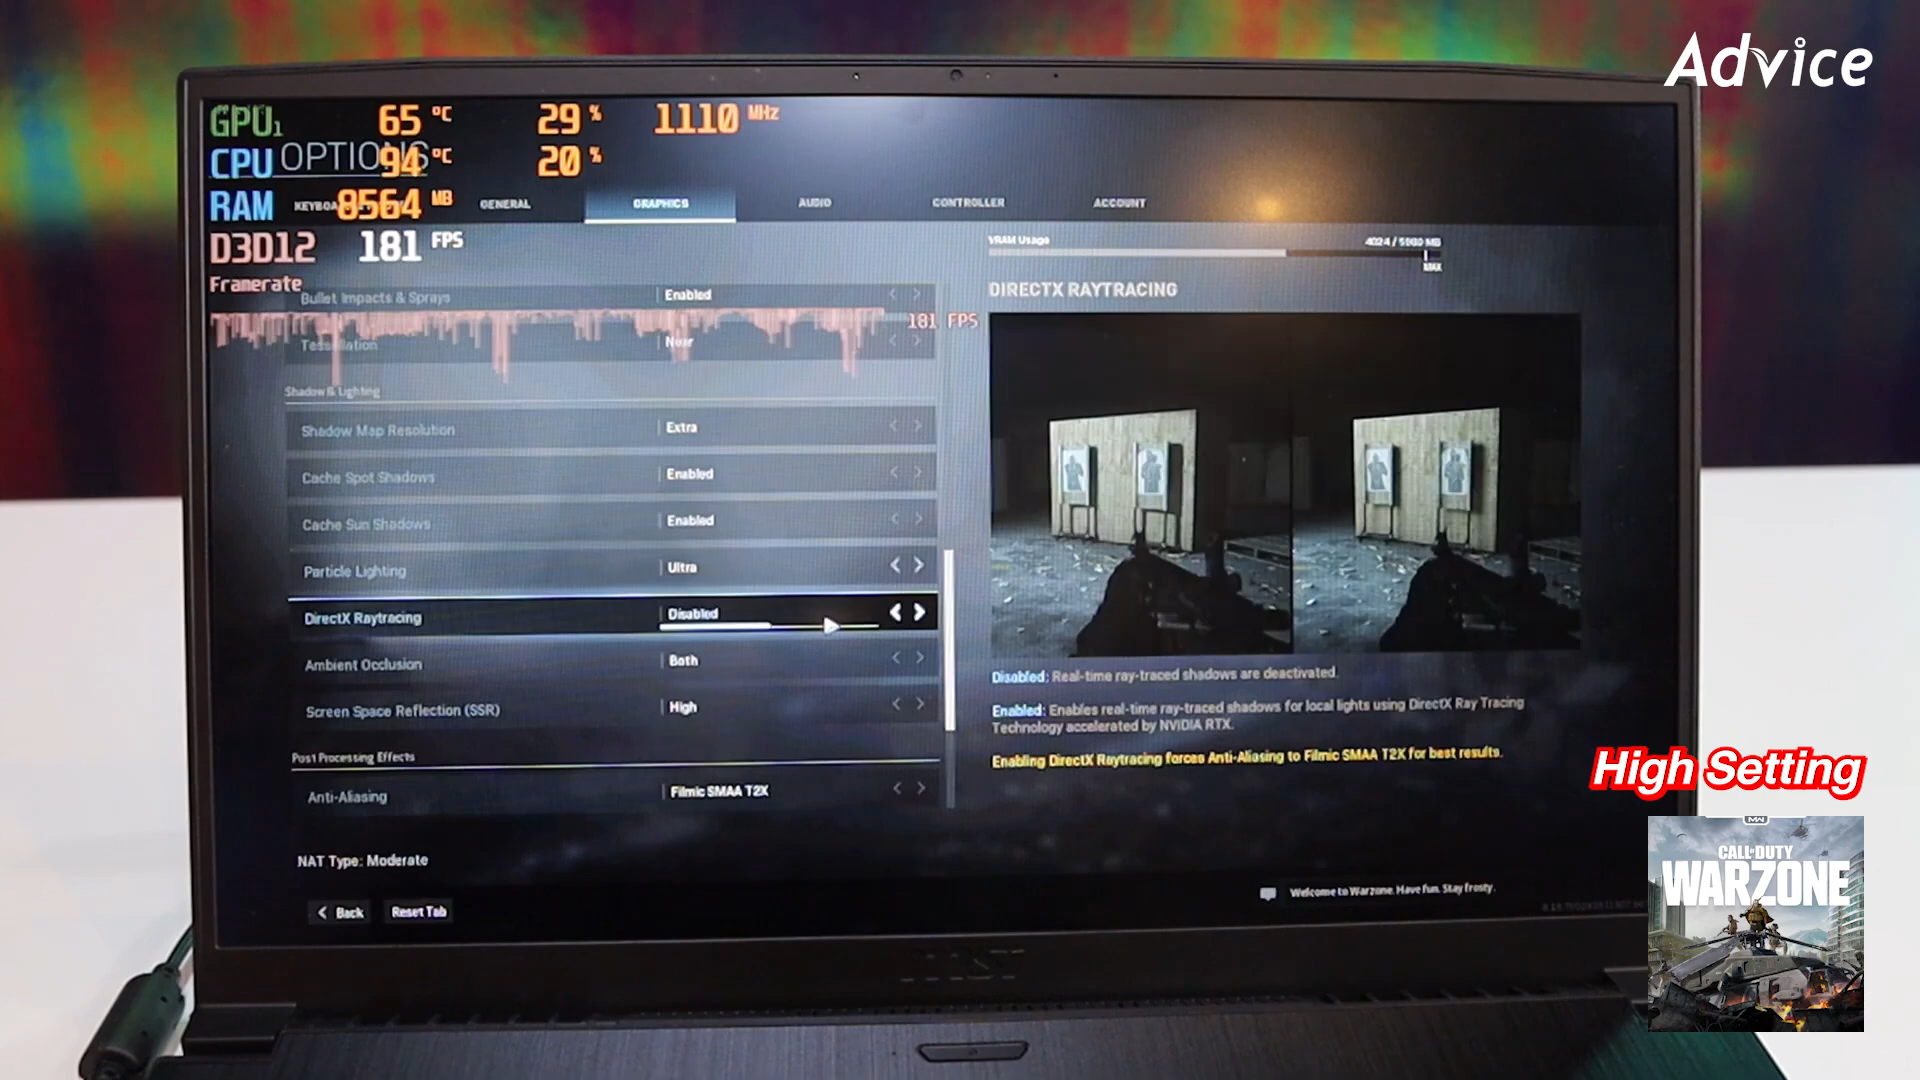 Advice
GPU1 65 °C 29 % 1110 MHz
CPU 94 °C 20 %
OPTIONS
RAM 8564 MB
GENERAL GRAPHICS AUDIO CONTROLLER ACCOUNT
D3D12 181 FPS
Framerate
181 FPS
Bullet Impacts & Sprays Enabled
Tessellation Near
Shadow & Lighting
Shadow Map Resolution Extra
Cache Spot Shadows Enabled
Cache Sun Shadows Enabled
Particle Lighting Ultra
DirectX Raytracing Disabled
Ambient Occlusion Both
Screen Space Reflection (SSR) High
Post Processing Effects
Anti-Aliasing Filmic SMAA T2X
VRAM Usage
MAX
DIRECTX RAYTRACING
Disabled: Real-time ray-traced shadows are deactivated.
Enabled: Enables real-time ray-traced shadows for local lights using DirectX Ray Tracing
Technology accelerated by NVIDIA RTX.
Enabling DirectX Raytracing forces Anti-Aliasing to Filmic SMAA T2X for best results.
NAT Type: Moderate
Back Reset Tab
Welcome to Warzone. Have fun. Stay frosty.
msi
High Setting
MW
CALL OF DUTY
WARZONE